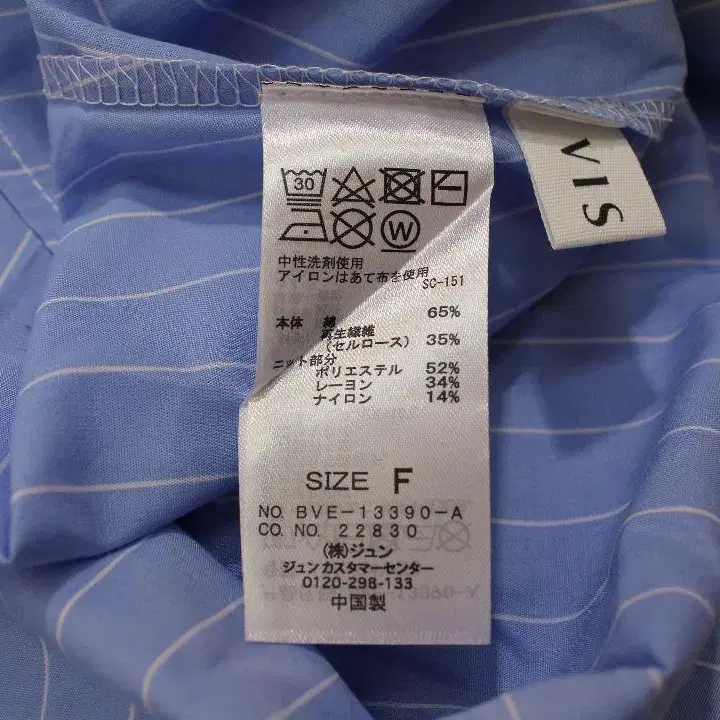 VIS
30
W
中性洗剤使用
アイロンはあて布を使用
SC-151
本体 綿 65%
再生繊維
(セルロース) 35%
ニット部分
ポリエステル 52%
レーヨン 34%
ナイロン 14%
SIZE F
NO. BVE-13390-A
CO. NO. 22830
(株)ジュン
ジュンカスタマーセンター
0120-298-133
中国製